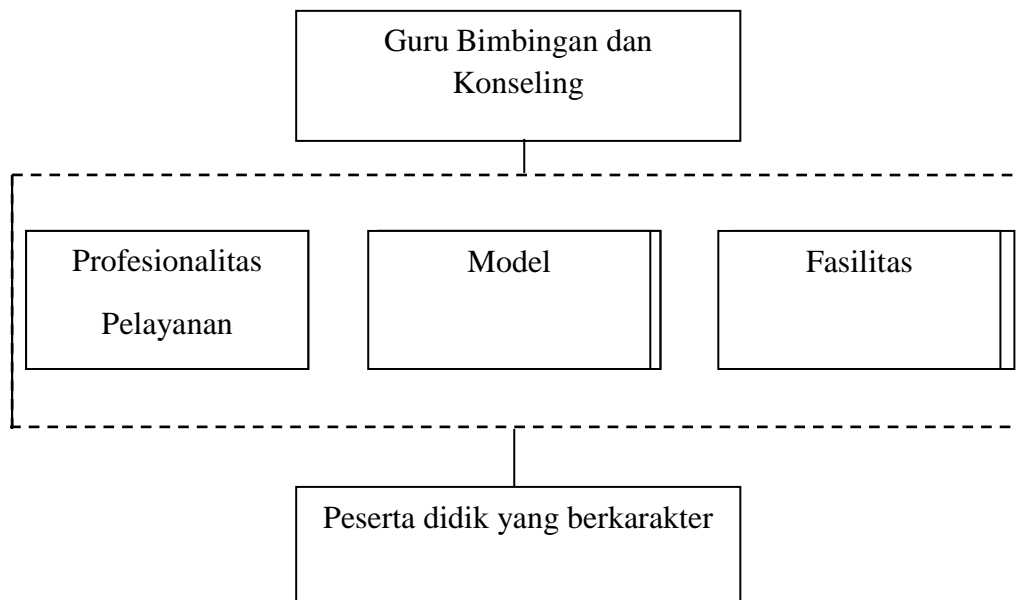 Guru Bimbingan dan
Konseling
Profesionalitas
Pelayanan
Model
Fasilitas
Peserta didik yang berkarakter